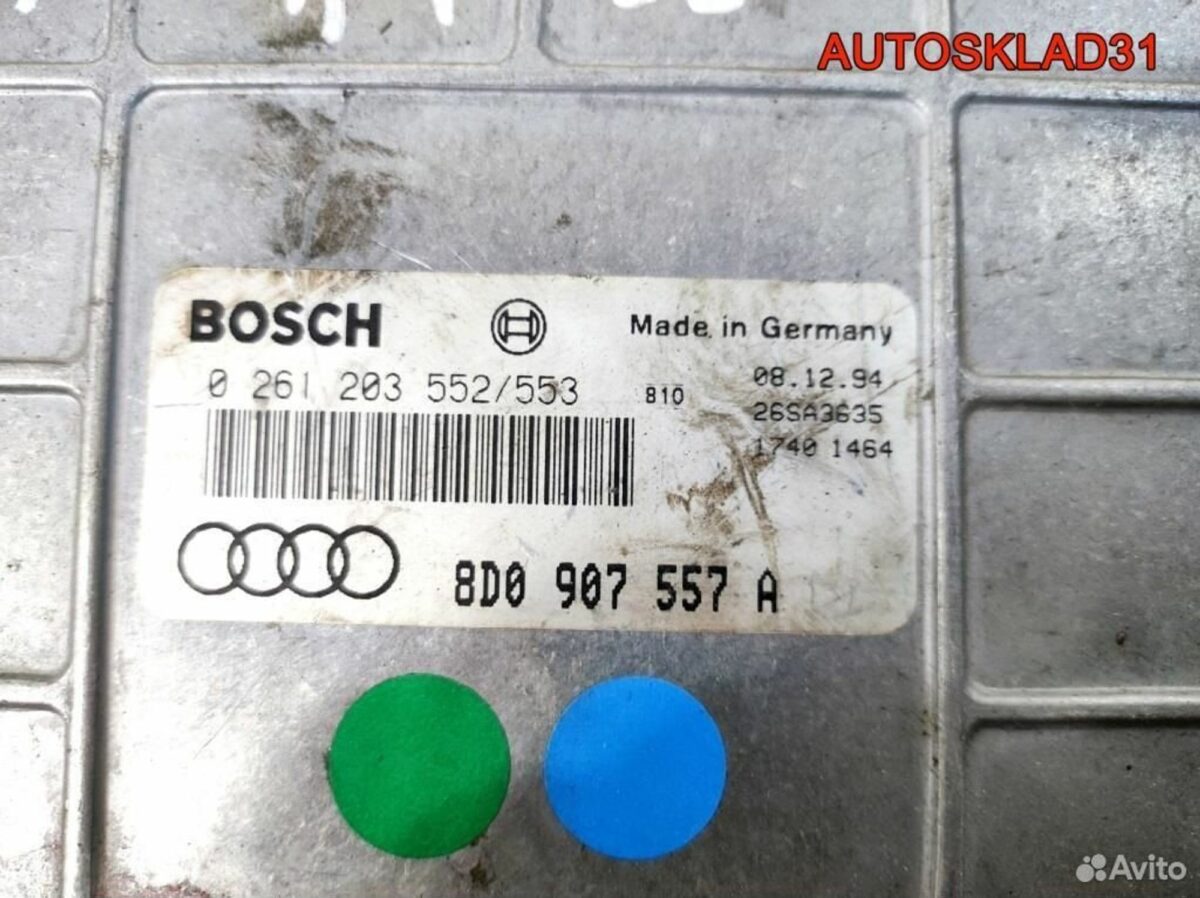 AUTOSKLAD31
BOSCH
Made in Germany
0 261 203 552/553
810
08.12.94
26SA3635
1740 1464
8D0 907 557 A
Avito